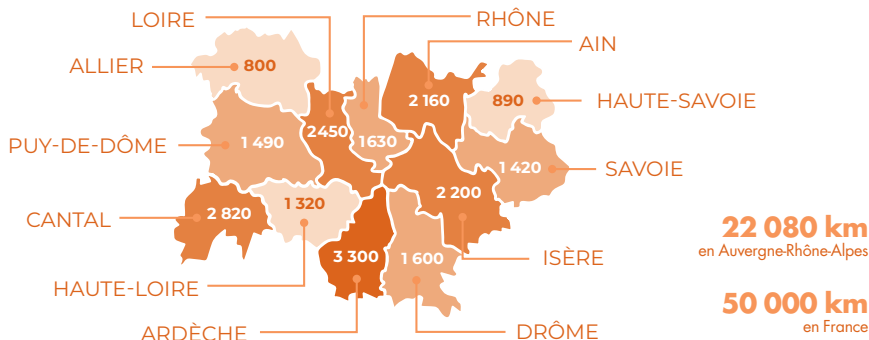 LOIRE
RHÔNE
AIN
ALLIER
800
2 160
890
HAUTE-SAVOIE
PUY-DE-DÔME
1 490
2450
1630
1 420
SAVOIE
CANTAL
2 820
1 320
2 200
22 080 km
en Auvergne-Rhône-Alpes
3 300
1 600
ISÈRE
HAUTE-LOIRE
50 000 km
en France
ARDÈCHE
DRÔME